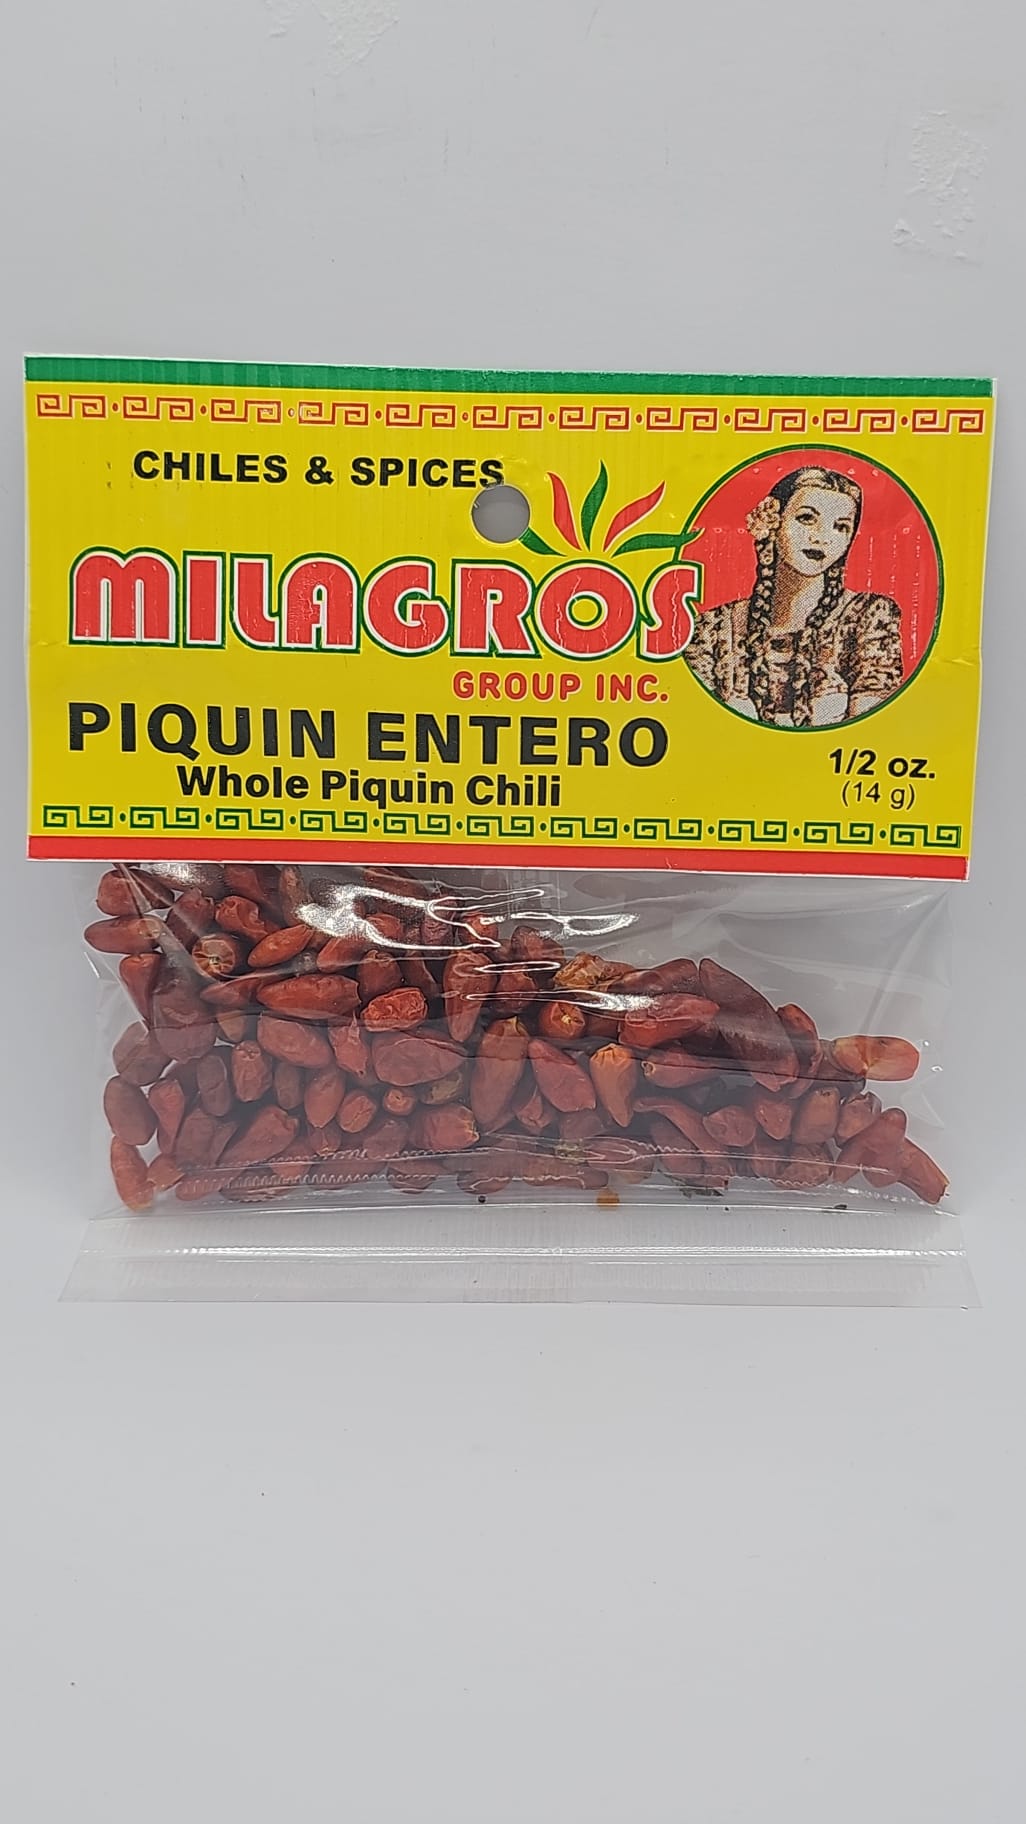 CHILES & SPICES
MILAGROS
GROUP INC.
PIQUIN ENTERO
Whole Piquin Chili
1/2 oz.
(14 g)